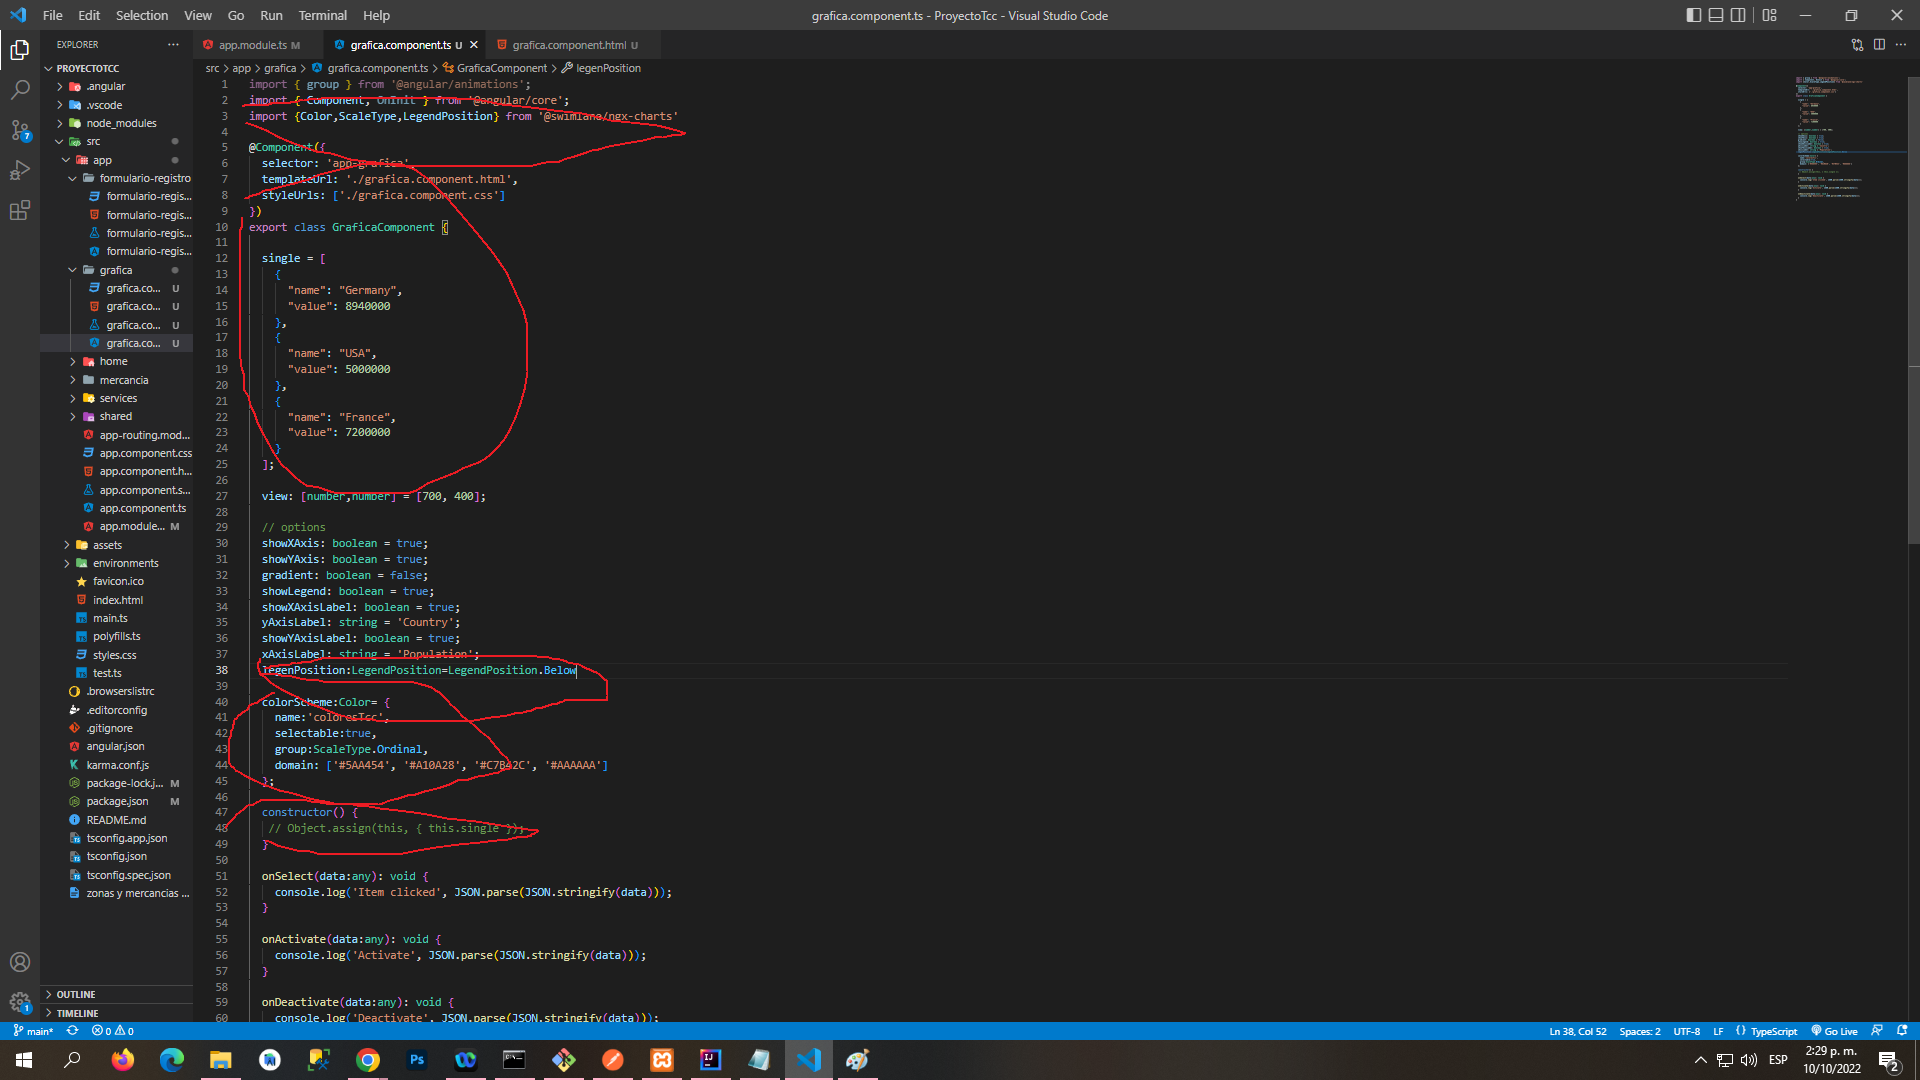 File Edit Selection View Go Run Terminal Help
grafica.component.ts - ProyectoTcc - Visual Studio Code
EXPLORER
PROYECTOTCC
.angular
.vscode
node_modules
src
app
formulario-registro
formulario-regis...
formulario-regis...
formulario-regis...
formulario-regis...
grafica
grafica.co... U
grafica.co... U
grafica.co... U
grafica.co... U
home
mercancia
services
shared
app-routing.mod...
app.component.css
app.component.h...
app.component.s...
app.component.ts
app.module... M
assets
environments
favicon.ico
index.html
main.ts
polyfills.ts
styles.css
test.ts
.browserslistrc
.editorconfig
.gitignore
angular.json
karma.conf.js
package-lock.j... M
package.json M
README.md
tsconfig.app.json
tsconfig.json
tsconfig.spec.json
zonas y mercancias ...
OUTLINE
TIMELINE
app.module.ts M
grafica.component.ts U
grafica.component.html U
src > app > grafica > grafica.component.ts > GraficaComponent > legenPosition
1 import { group } from '@angular/animations';
2 import { Component, OnInit } from '@angular/core';
3 import {Color,ScaleType,LegendPosition} from '@swimlane/ngx-charts'
4
5 @Component({
6 selector: 'app-grafica',
7 templateUrl: './grafica.component.html',
8 styleUrls: ['./grafica.component.css']
9 })
10 export class GraficaComponent {
11
12 single = [
13 {
14 "name": "Germany",
15 "value": 8940000
16 },
17 {
18 "name": "USA",
19 "value": 5000000
20 },
21 {
22 "name": "France",
23 "value": 7200000
24 }
25 ];
26
27 view: [number,number] = [700, 400];
28
29 // options
30 showXAxis: boolean = true;
31 showYAxis: boolean = true;
32 gradient: boolean = false;
33 showLegend: boolean = true;
34 showXAxisLabel: boolean = true;
35 yAxisLabel: string = 'Country';
36 showYAxisLabel: boolean = true;
37 xAxisLabel: string = 'Population';
38 legenPosition:LegendPosition=LegendPosition.Below
39
40 colorScheme:Color= {
41 name:'coloresTcc',
42 selectable:true,
43 group:ScaleType.Ordinal,
44 domain: ['#5AA454', '#A10A28', '#C7B42C', '#AAAAAA']
45 };
46
47 constructor() {
48 // Object.assign(this, { this.single });
49 }
50
51 onSelect(data:any): void {
52 console.log('Item clicked', JSON.parse(JSON.stringify(data)));
53 }
54
55 onActivate(data:any): void {
56 console.log('Activate', JSON.parse(JSON.stringify(data)));
57 }
58
59 onDeactivate(data:any): void {
60 console.log('Deactivate', JSON.parse(JSON.stringify(data)));
main* 0 0
Ln 38, Col 52 Spaces: 2 UTF-8 LF {} TypeScript Go Live
ESP
2:29 p. m.
10/10/2022
7
1
2
Ps
IJ